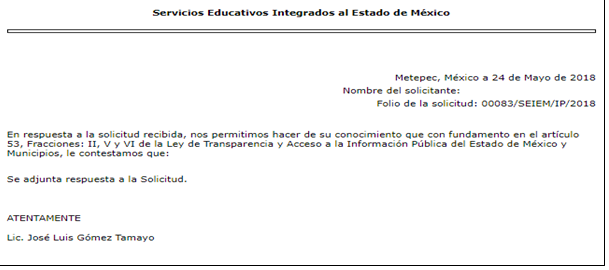 Servicios Educativos Integrados al Estado de México
Metepec, México a 24 de Mayo de 2018
Nombre del solicitante:
Folio de la solicitud: 00083/SEIEM/IP/2018
En respuesta a la solicitud recibida, nos permitimos hacer de su conocimiento que con fundamento en el artículo
53, Fracciones: II, V y VI de la Ley de Transparencia y Acceso a la Información Pública del Estado de México y
Municipios, le contestamos que:
Se adjunta respuesta a la Solicitud.
ATENTAMENTE
Lic. José Luis Gómez Tamayo